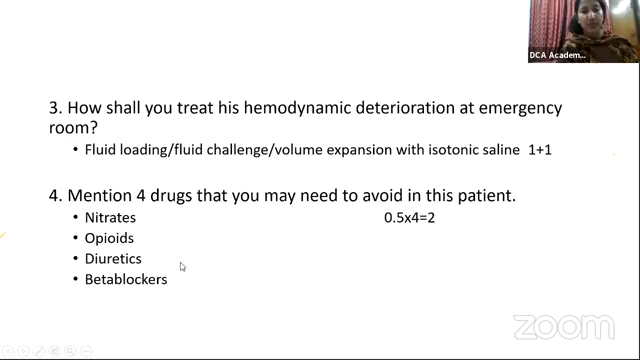 DCA Academ...
3. How shall you treat his hemodynamic deterioration at emergency
room?
• Fluid loading/fluid challenge/volume expansion with isotonic saline 1+1
4. Mention 4 drugs that you may need to avoid in this patient.
• Nitrates 0.5x4=2
• Opioids
• Diuretics
• Betablockers
zoom